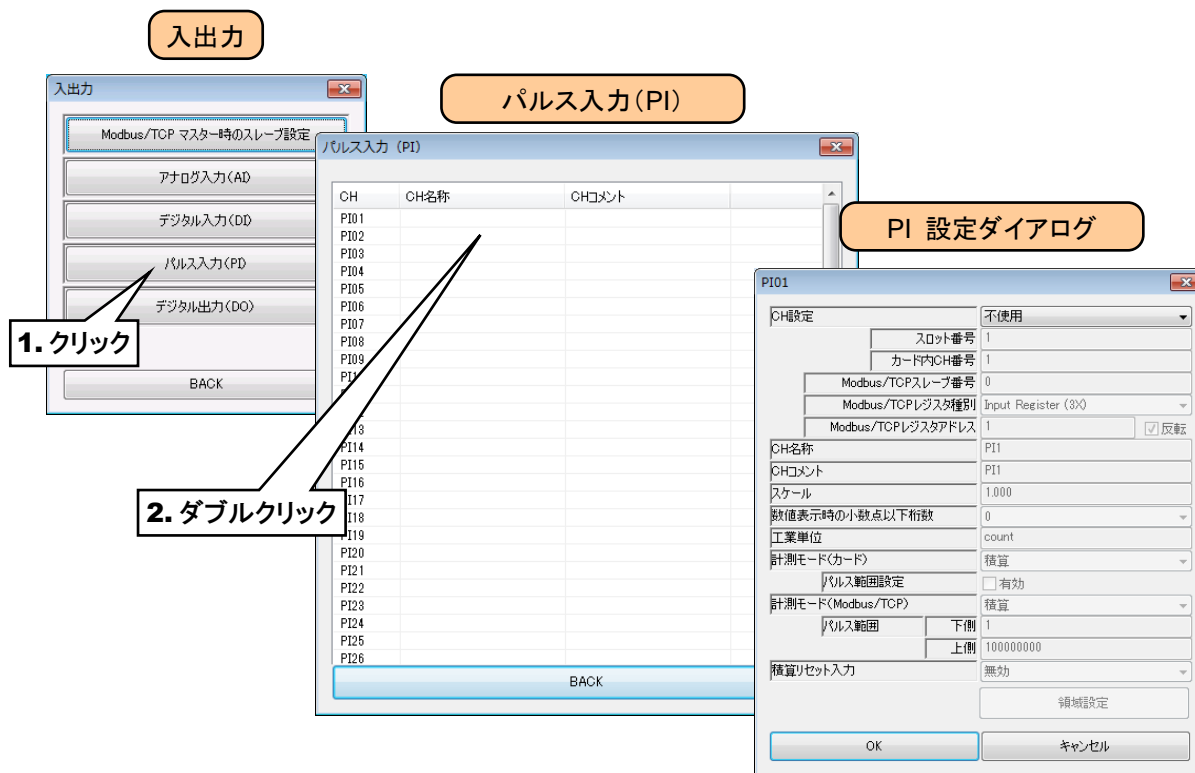 入出力
入出力
Modbus/TCP マスター時のスレーブ設定
アナログ入力(AI)
デジタル入力(DI)
パルス入力(PI)
デジタル出力(DO)
BACK
1. クリック
パルス入力(PI)
パルス入力 (PI)
CH CH名称 CHコメント
PI01
PI02
PI03
PI04
PI05
PI06
PI07
PI08
PI09
PI14
PI15
PI16
PI18
PI19
PI20
PI21
PI22
PI23
PI24
PI25
PI26
BACK
2. ダブルクリック
PI 設定ダイアログ
PI01
CH設定 不使用
スロット番号 1
カード内CH番号 1
Modbus/TCPスレーブ番号 0
Modbus/TCPレジスタ種別 Input Register (3X)
Modbus/TCPレジスタアドレス 1 反転
CH名称 PI1
CHコメント PI1
スケール 1.000
数値表示時の小数点以下桁数 0
工業単位 count
計測モード(カード) 積算
パルス範囲設定 有効
計測モード(Modbus/TCP) 積算
パルス範囲 下側 1
上側 100000000
積算リセット入力 無効
領域設定
OK キャンセル